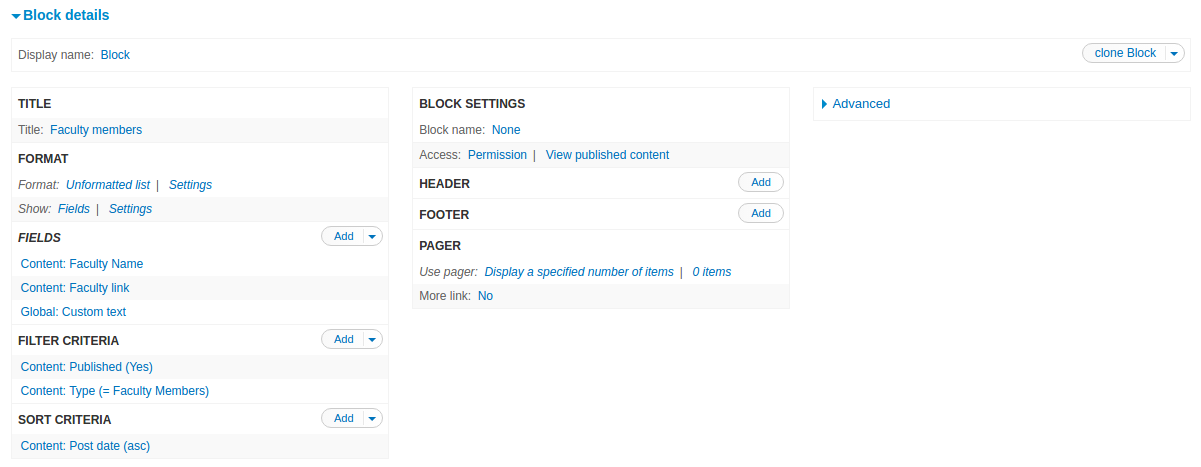 Block details
Display name: Block
clone Block
TITLE
Title: Faculty members
FORMAT
Format: Unformatted list | Settings
Show: Fields | Settings
FIELDS Add
Content: Faculty Name
Content: Faculty link
Global: Custom text
FILTER CRITERIA Add
Content: Published (Yes)
Content: Type (= Faculty Members)
SORT CRITERIA Add
Content: Post date (asc)
BLOCK SETTINGS
Block name: None
Access: Permission | View published content
HEADER Add
FOOTER Add
PAGER
Use pager: Display a specified number of items | 0 items
More link: No
Advanced